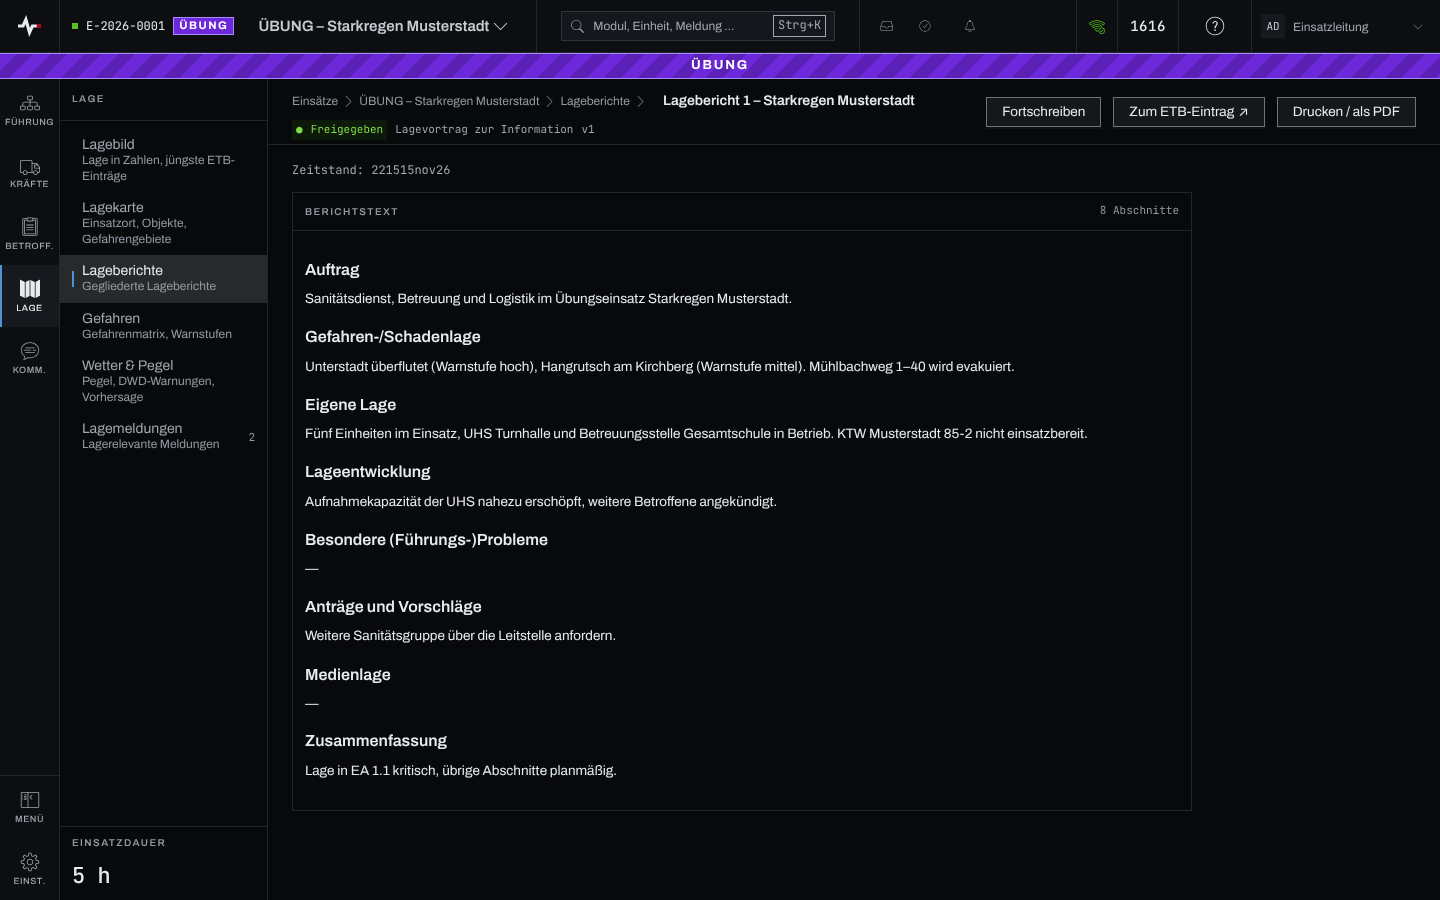 E-2026-0001 ÜBUNG ÜBUNG – Starkregen Musterstadt Modul, Einheit, Meldung ... Strg+K 1616 ? AD Einsatzleitung
ÜBUNG
FÜHRUNG
KRÄFTE
BETROFF.
LAGE
KOMM.
MENÜ
EINST.
LAGE
Lagebild
Lage in Zahlen, jüngste ETB-
Einträge
Lagekarte
Einsatzort, Objekte,
Gefahrengebiete
Lageberichte
Gegliederte Lageberichte
Gefahren
Gefahrenmatrix, Warnstufen
Wetter & Pegel
Pegel, DWD-Warnungen,
Vorhersage
Lagemeldungen
Lagerelevante Meldungen 2
EINSATZDAUER
5 h
Einsätze ÜBUNG – Starkregen Musterstadt Lageberichte Lagebericht 1 – Starkregen Musterstadt
Freigegeben Lagevortrag zur Information v1
Fortschreiben Zum ETB-Eintrag ↗ Drucken / als PDF
Zeitstand: 221515nov26
BERICHTSTEXT 8 Abschnitte
Auftrag
Sanitätsdienst, Betreuung und Logistik im Übungseinsatz Starkregen Musterstadt.
Gefahren-/Schadenlage
Unterstadt überflutet (Warnstufe hoch), Hangrutsch am Kirchberg (Warnstufe mittel). Mühlbachweg 1–40 wird evakuiert.
Eigene Lage
Fünf Einheiten im Einsatz, UHS Turnhalle und Betreuungsstelle Gesamtschule in Betrieb. KTW Musterstadt 85-2 nicht einsatzbereit.
Lageentwicklung
Aufnahmekapazität der UHS nahezu erschöpft, weitere Betroffene angekündigt.
Besondere (Führungs-)Probleme
—
Anträge und Vorschläge
Weitere Sanitätsgruppe über die Leitstelle anfordern.
Medienlage
—
Zusammenfassung
Lage in EA 1.1 kritisch, übrige Abschnitte planmäßig.